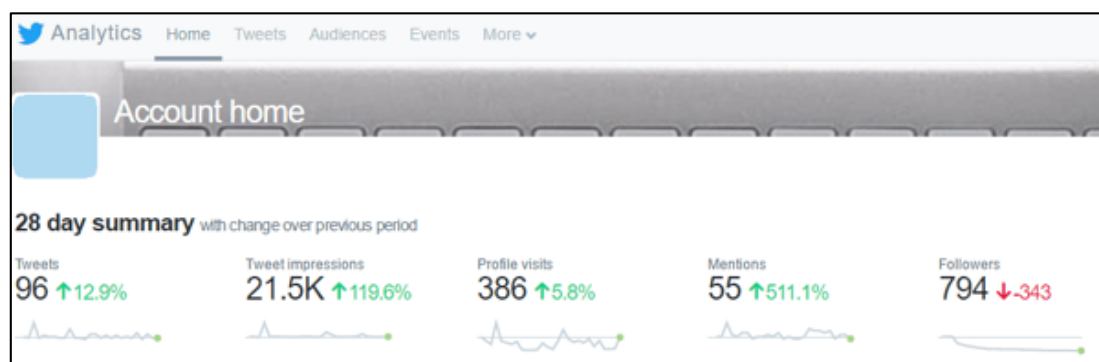 Analytics Home Tweets Audiences Events More
Account home
28 day summary with change over previous period
Tweets Tweet impressions Profile visits Mentions Followers
96 ↑12.9% 21.5K ↑119.6% 386 ↑5.8% 55 ↑511.1% 794 ↓-343